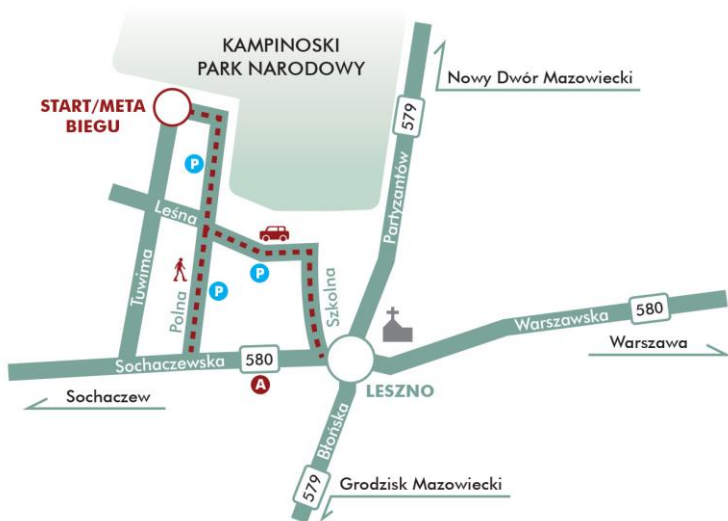 KAMPINOSKI
PARK NARODOWY
Nowy Dwór Mazowiecki
START/META
BIEGU
579
P
Partyzantów
Leśna
Tuwima
Polna
P
P
Szkolna
Warszawska
580
Warszawa
Sochaczewska
580
A
Sochaczew
LESZNO
Błońska
579
Grodzisk Mazowiecki